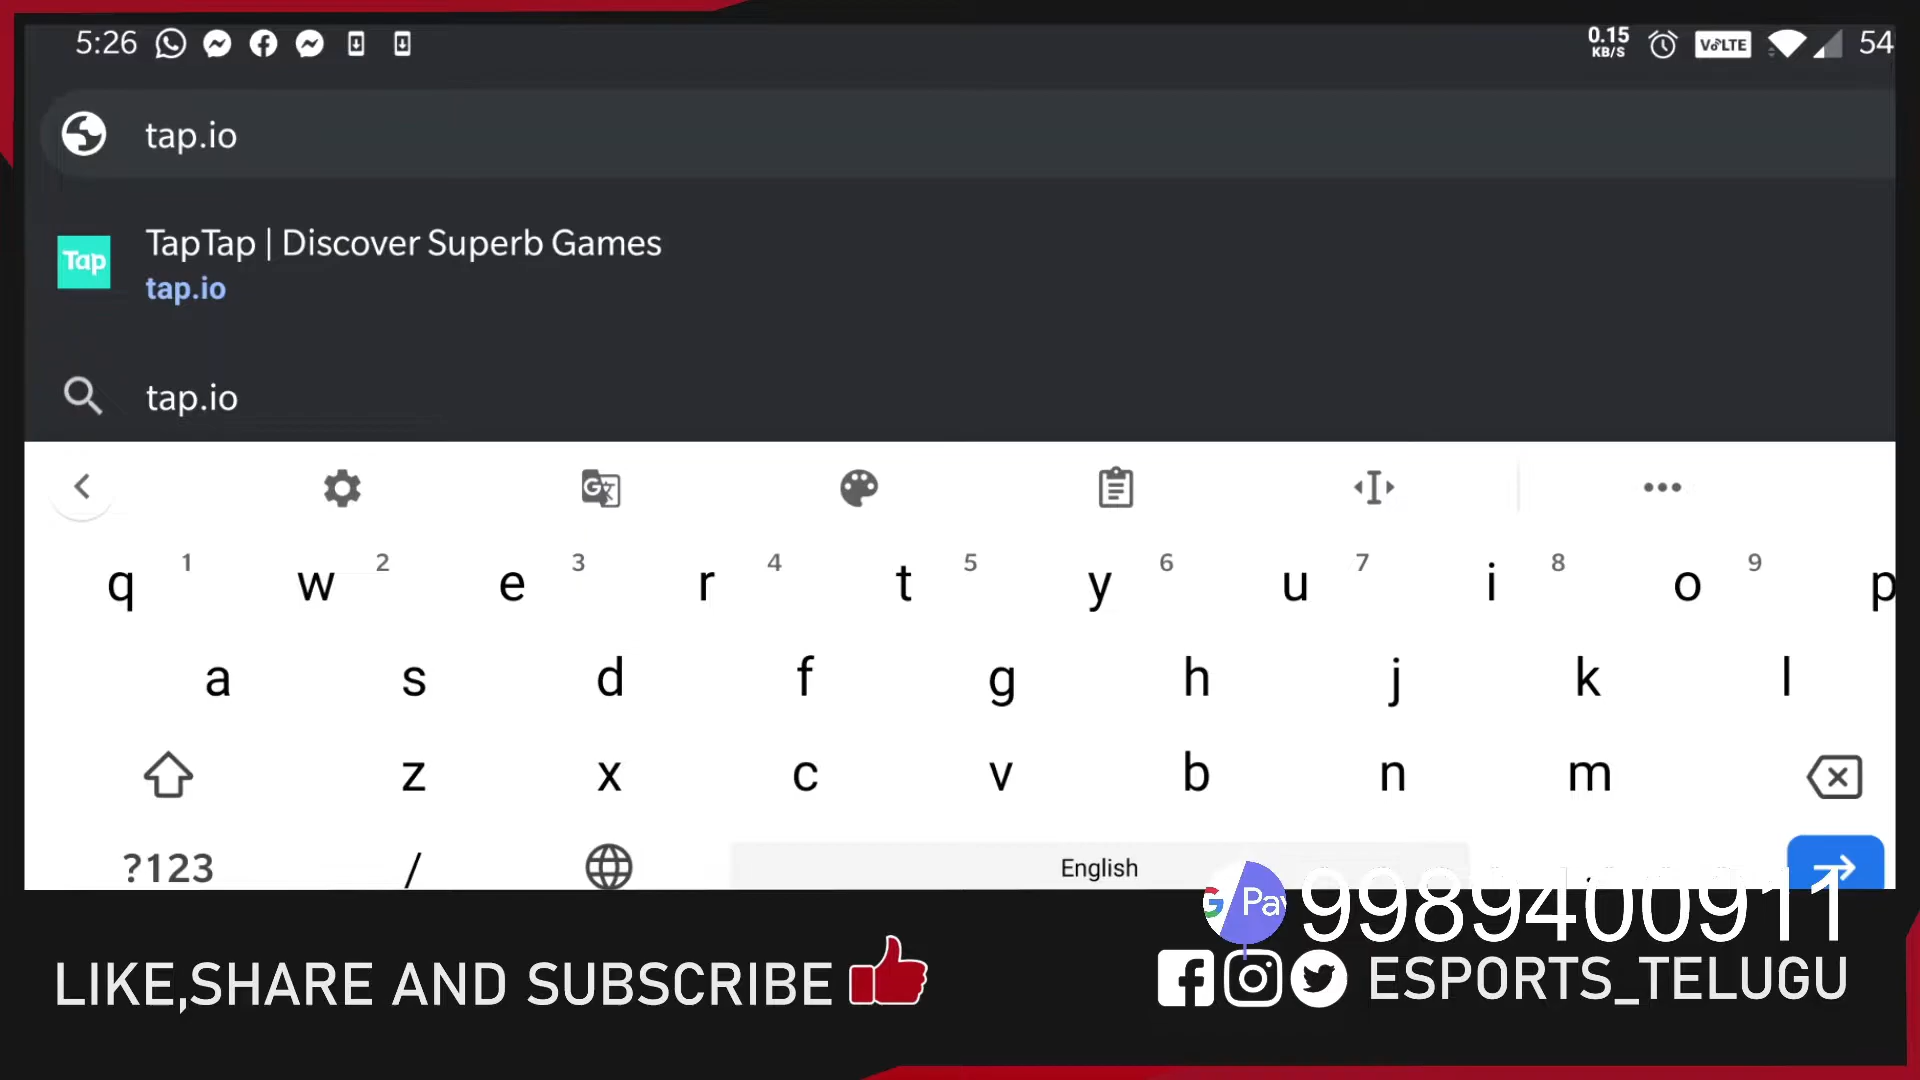 5:26 0.15 KB/S VoLTE 54
tap.io
Tap TapTap | Discover Superb Games
tap.io
tap.io
q 1 w 2 e 3 r 4 t 5 y 6 u 7 i 8 o 9 p
a s d f g h j k l
z x c v b n m
?123 / English .
G Pay 9989400911
LIKE,SHARE AND SUBSCRIBE
ESPORTS_TELUGU